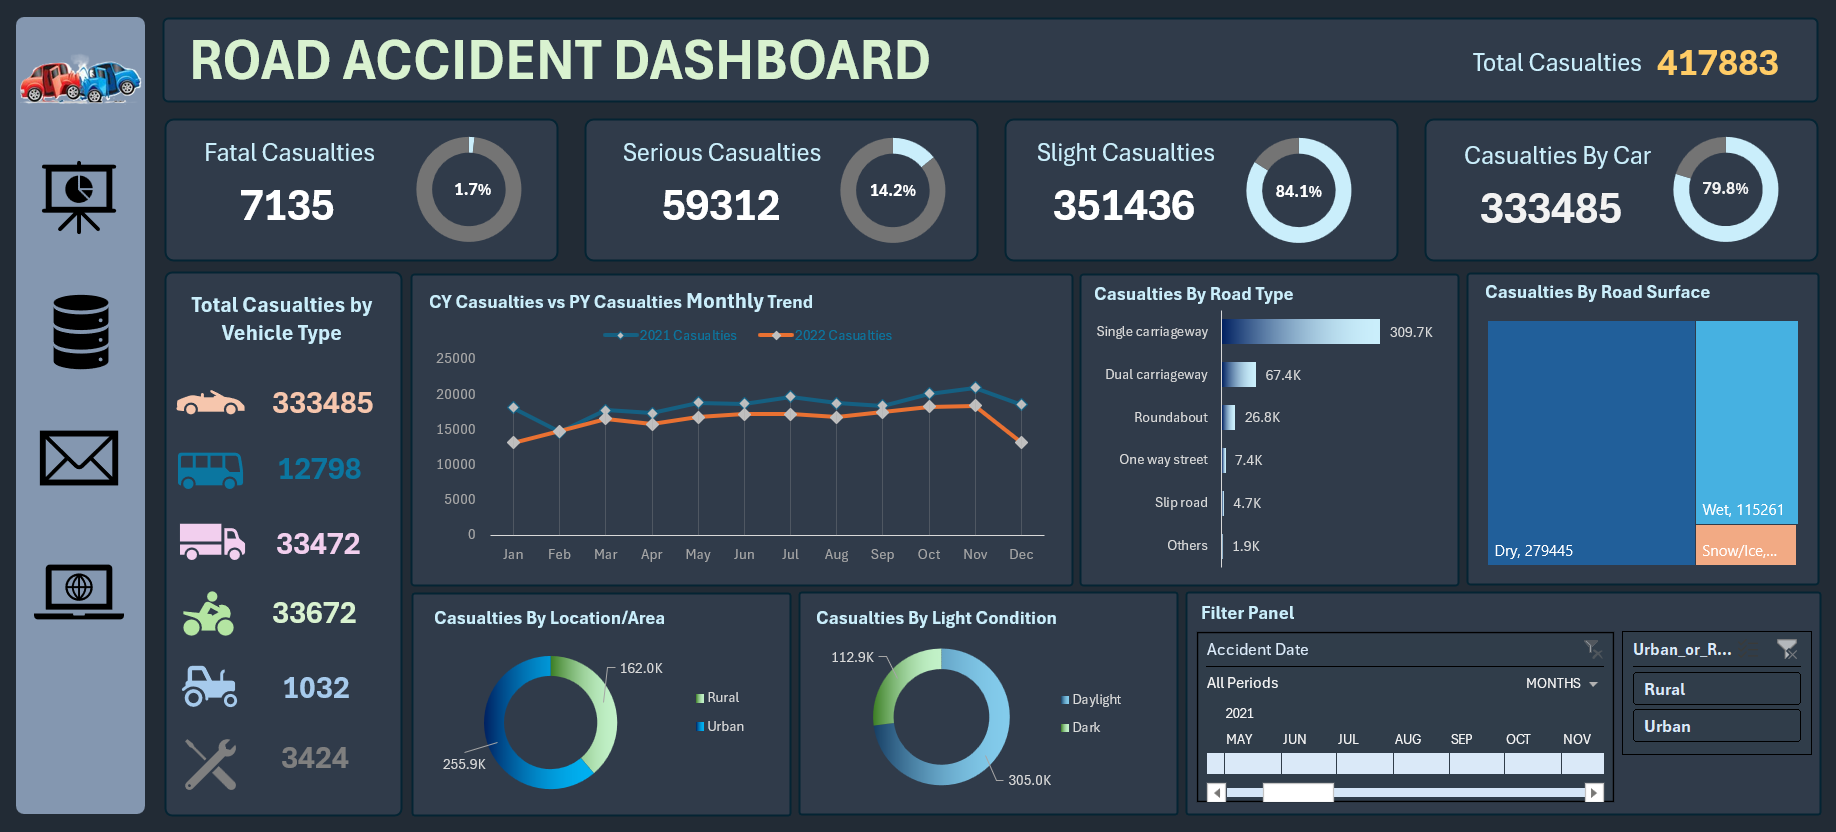 ROAD ACCIDENT DASHBOARD
Total Casualties 417883
Fatal Casualties
7135
1.7%
Serious Casualties
59312
14.2%
Slight Casualties
351436
84.1%
Casualties By Car
333485
79.8%
Total Casualties by
Vehicle Type
333485
12798
33472
33672
1032
3424
CY Casualties vs PY Casualties Monthly Trend
2021 Casualties
2022 Casualties
25000
20000
15000
10000
5000
0
Jan Feb Mar Apr May Jun Jul Aug Sep Oct Nov Dec
Casualties By Road Type
Single carriageway 309.7K
Dual carriageway 67.4K
Roundabout 26.8K
One way street 7.4K
Slip road 4.7K
Others 1.9K
Casualties By Road Surface
Dry, 279445
Wet, 115261
Snow/Ice,...
Casualties By Location/Area
162.0K
255.9K
Rural
Urban
Casualties By Light Condition
112.9K
305.0K
Daylight
Dark
Filter Panel
Accident Date
All Periods MONTHS
2021
MAY JUN JUL AUG SEP OCT NOV
Urban_or_R...
Rural
Urban